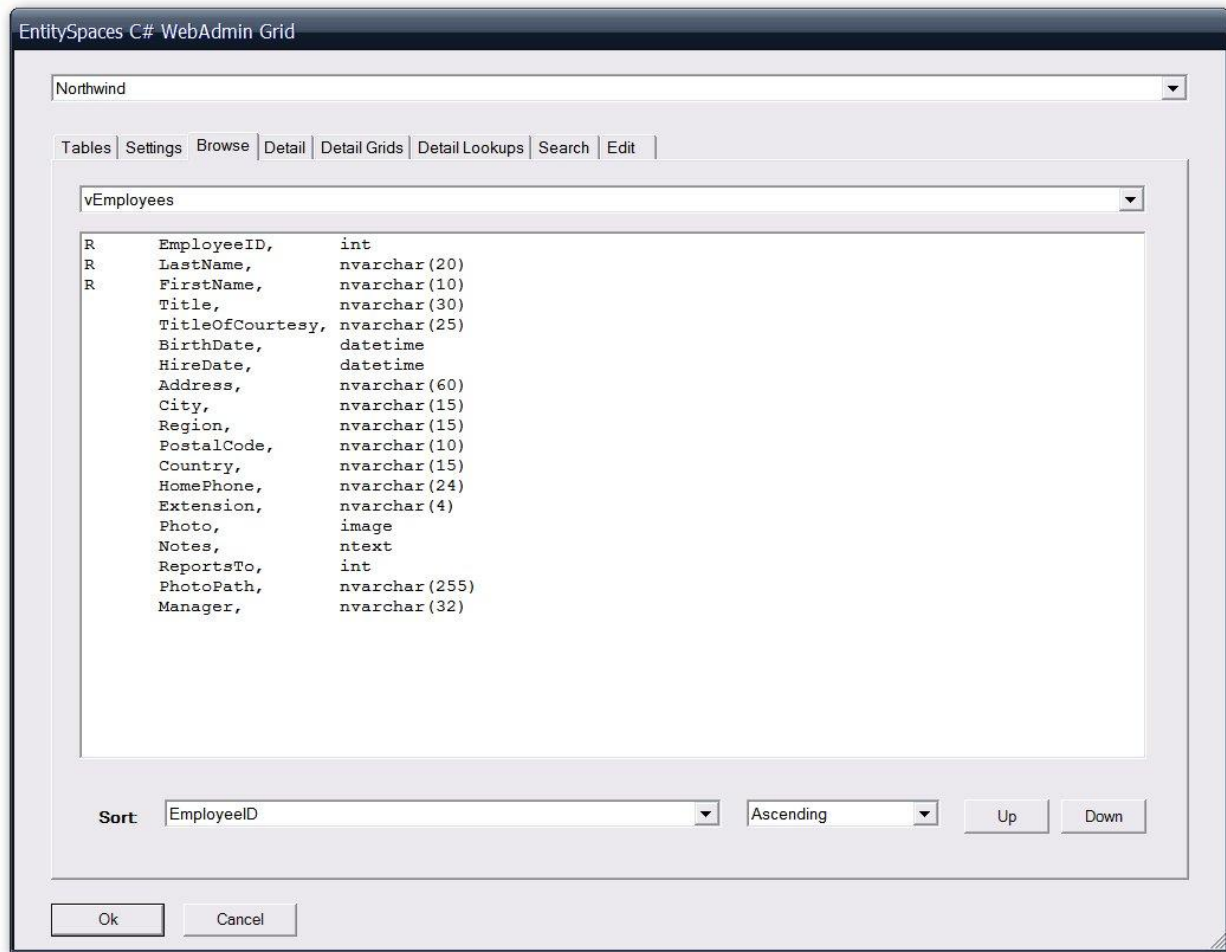 EntitySpaces C# WebAdmin Grid
Northwind
Tables Settings Browse Detail Detail Grids Detail Lookups Search Edit
vEmployees
R EmployeeID, int
R LastName, nvarchar(20)
R FirstName, nvarchar(10)
Title, nvarchar(30)
TitleOfCourtesy, nvarchar(25)
BirthDate, datetime
HireDate, datetime
Address, nvarchar(60)
City, nvarchar(15)
Region, nvarchar(15)
PostalCode, nvarchar(10)
Country, nvarchar(15)
HomePhone, nvarchar(24)
Extension, nvarchar(4)
Photo, image
Notes, ntext
ReportsTo, int
PhotoPath, nvarchar(255)
Manager, nvarchar(32)
Sort: EmployeeID Ascending Up Down
Ok Cancel